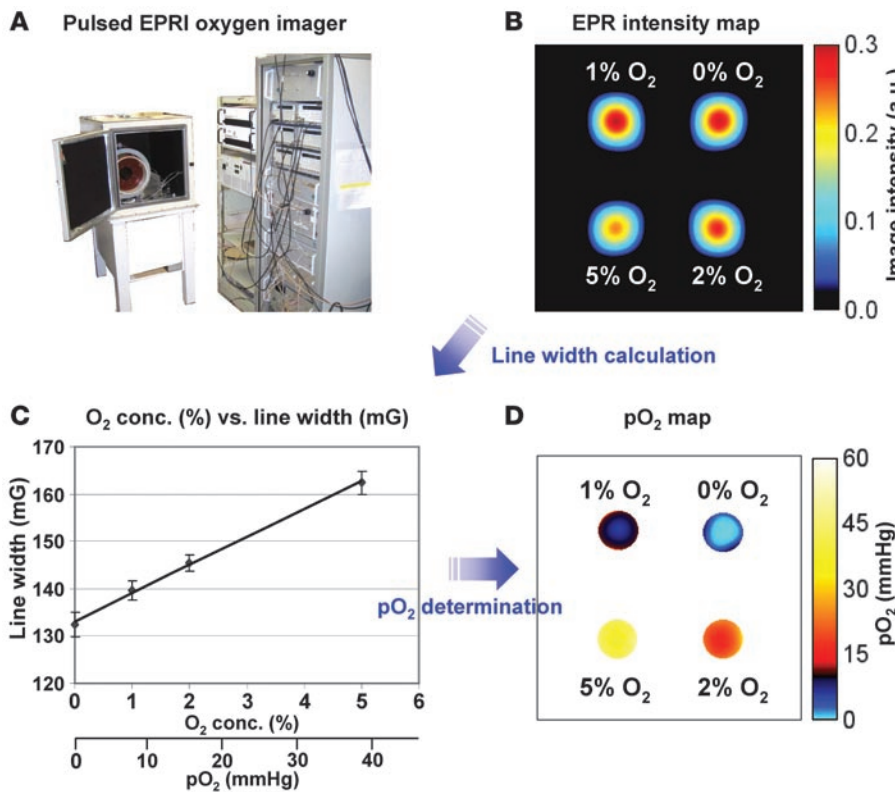 A Pulsed EPRI oxygen imager
B EPR intensity map
1% O₂ 0% O₂
5% O₂ 2% O₂
0.3
0.2
0.1
0.0
Image intensity (a.u.)
Line width calculation
C O₂ conc. (%) vs. line width (mG)
170
160
150
140
130
120
Line width (mG)
0 1 2 3 4 5 6
O₂ conc. (%)
0 10 20 30 40
pO₂ (mmHg)
pO₂ determination
D pO₂ map
1% O₂ 0% O₂
5% O₂ 2% O₂
60
45
30
15
0
pO₂ (mmHg)